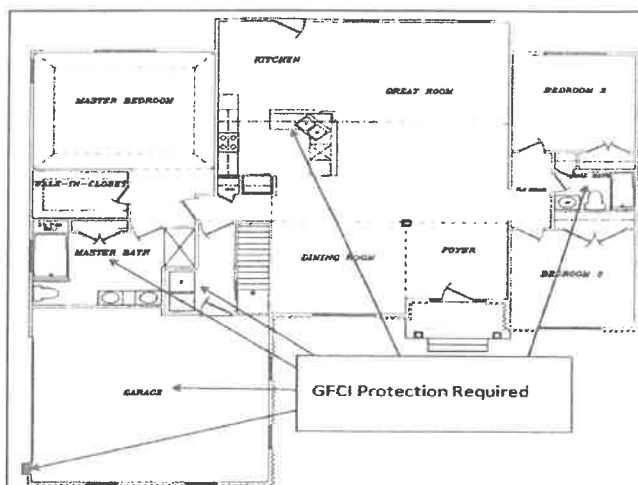 KITCHEN
GREAT ROOM
MASTER BEDROOM
BEDROOM 2
WALK-IN-CLOSET
MASTER BATH
DINING ROOM
FOYER
BEDROOM
GARAGE
GFCI Protection Required